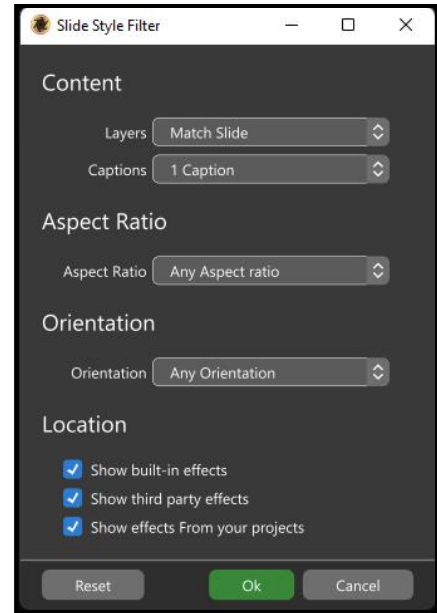 Slide Style Filter
Content
Layers Match Slide
Captions 1 Caption
Aspect Ratio
Aspect Ratio Any Aspect ratio
Orientation
Orientation Any Orientation
Location
Show built-in effects
Show third party effects
Show effects From your projects
Reset Ok Cancel